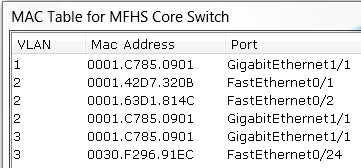 MAC Table for MFHS Core Switch
VLAN Mac Address Port
1 0001.C785.0901 GigabitEthernet1/1
2 0001.42D7.320B FastEthernet0/1
2 0001.63D1.814C FastEthernet0/2
2 0001.C785.0901 GigabitEthernet1/1
3 0001.C785.0901 GigabitEthernet1/1
3 0030.F296.91EC FastEthernet0/24